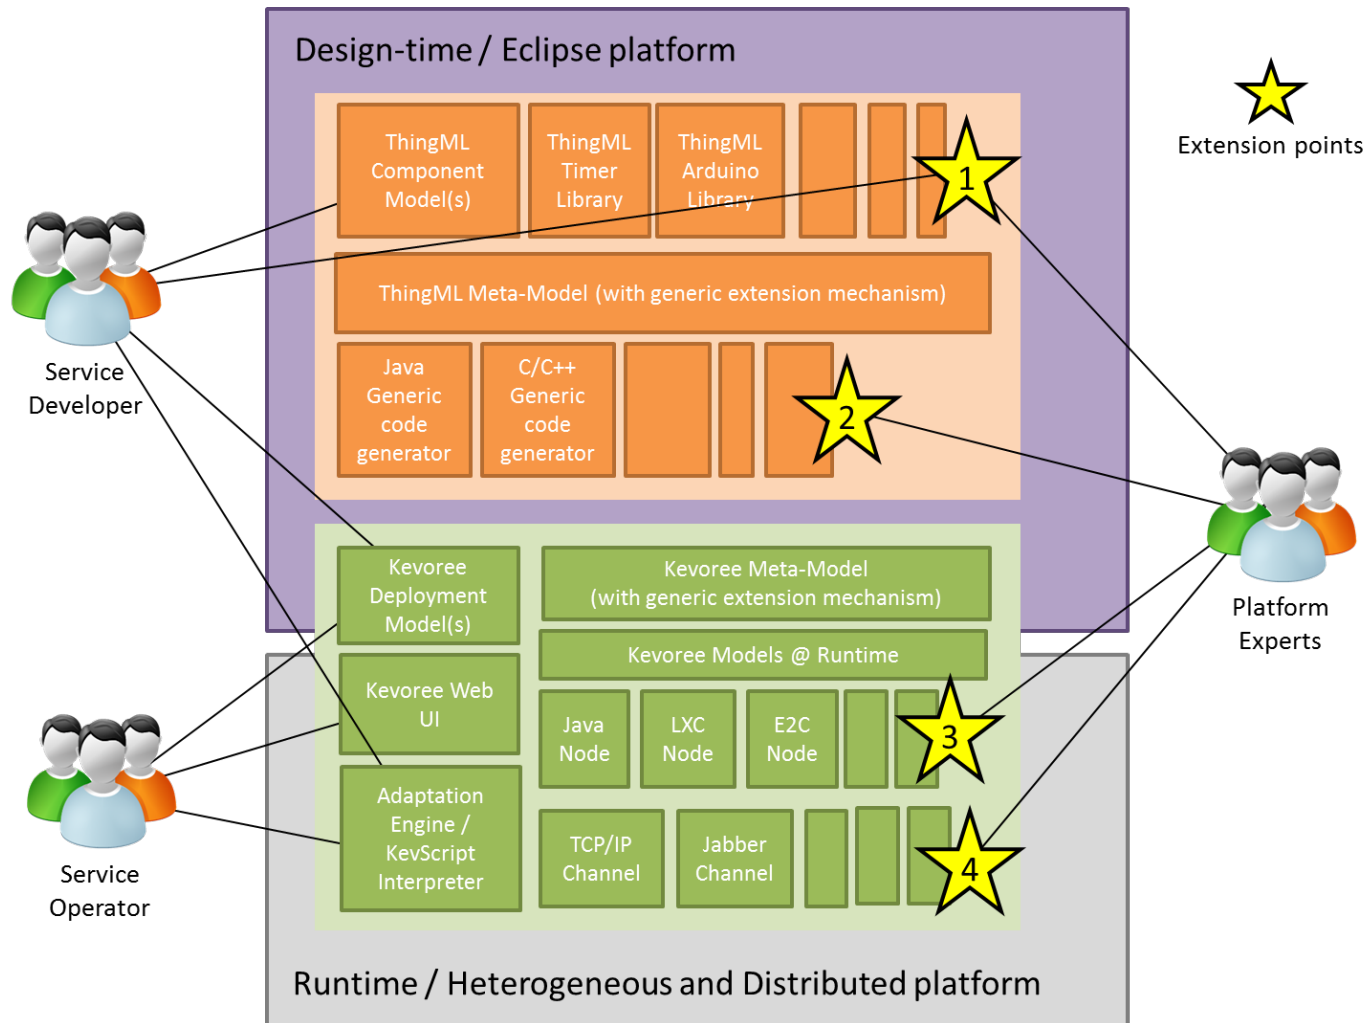 Design-time / Eclipse platform
Extension points
ThingML
Component
Model(s)
ThingML
Timer
Library
ThingML
Arduino
Library
1
ThingML Meta-Model (with generic extension mechanism)
Java
Generic
code
generator
C/C++
Generic
code
generator
2
Service
Developer
Kevoree
Deployment
Model(s)
Kevoree Meta-Model
(with generic extension mechanism)
Kevoree Models @ Runtime
Platform
Experts
Kevoree Web
UI
Java
Node
LXC
Node
E2C
Node
3
Adaptation
Engine /
KevScript
Interpreter
TCP/IP
Channel
Jabber
Channel
4
Service
Operator
Runtime / Heterogeneous and Distributed platform